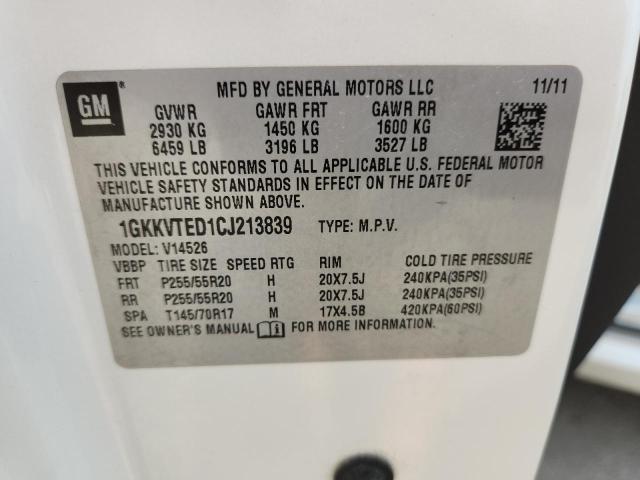 GM
®
MFD BY GENERAL MOTORS LLC 11/11
GVWR GAWR FRT GAWR RR
2930 KG 1450 KG 1600 KG
6459 LB 3196 LB 3527 LB
THIS VEHICLE CONFORMS TO ALL APPLICABLE U.S. FEDERAL MOTOR
VEHICLE SAFETY STANDARDS IN EFFECT ON THE DATE OF
MANUFACTURE SHOWN ABOVE.
1GKKVTED1CJ213839 TYPE: M.P.V.
MODEL: V14526
VBBP TIRE SIZE SPEED RTG RIM COLD TIRE PRESSURE
FRT P255/55R20 H 20X7.5J 240KPA(35PSI)
RR P255/55R20 H 20X7.5J 240KPA(35PSI)
SPA T145/70R17 M 17X4.5B 420KPA(60PSI)
SEE OWNER'S MANUAL FOR MORE INFORMATION.